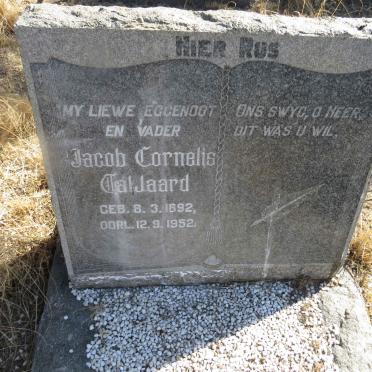 HIER RUS
MY LIEWE EGGENOOT
EN VADER
Jacob Cornelis
Taljaard
GEB. 8.3.1892,
OORL. 12.9.1952.
ONS SWYG, O HEER,
DIT WAS U WIL.